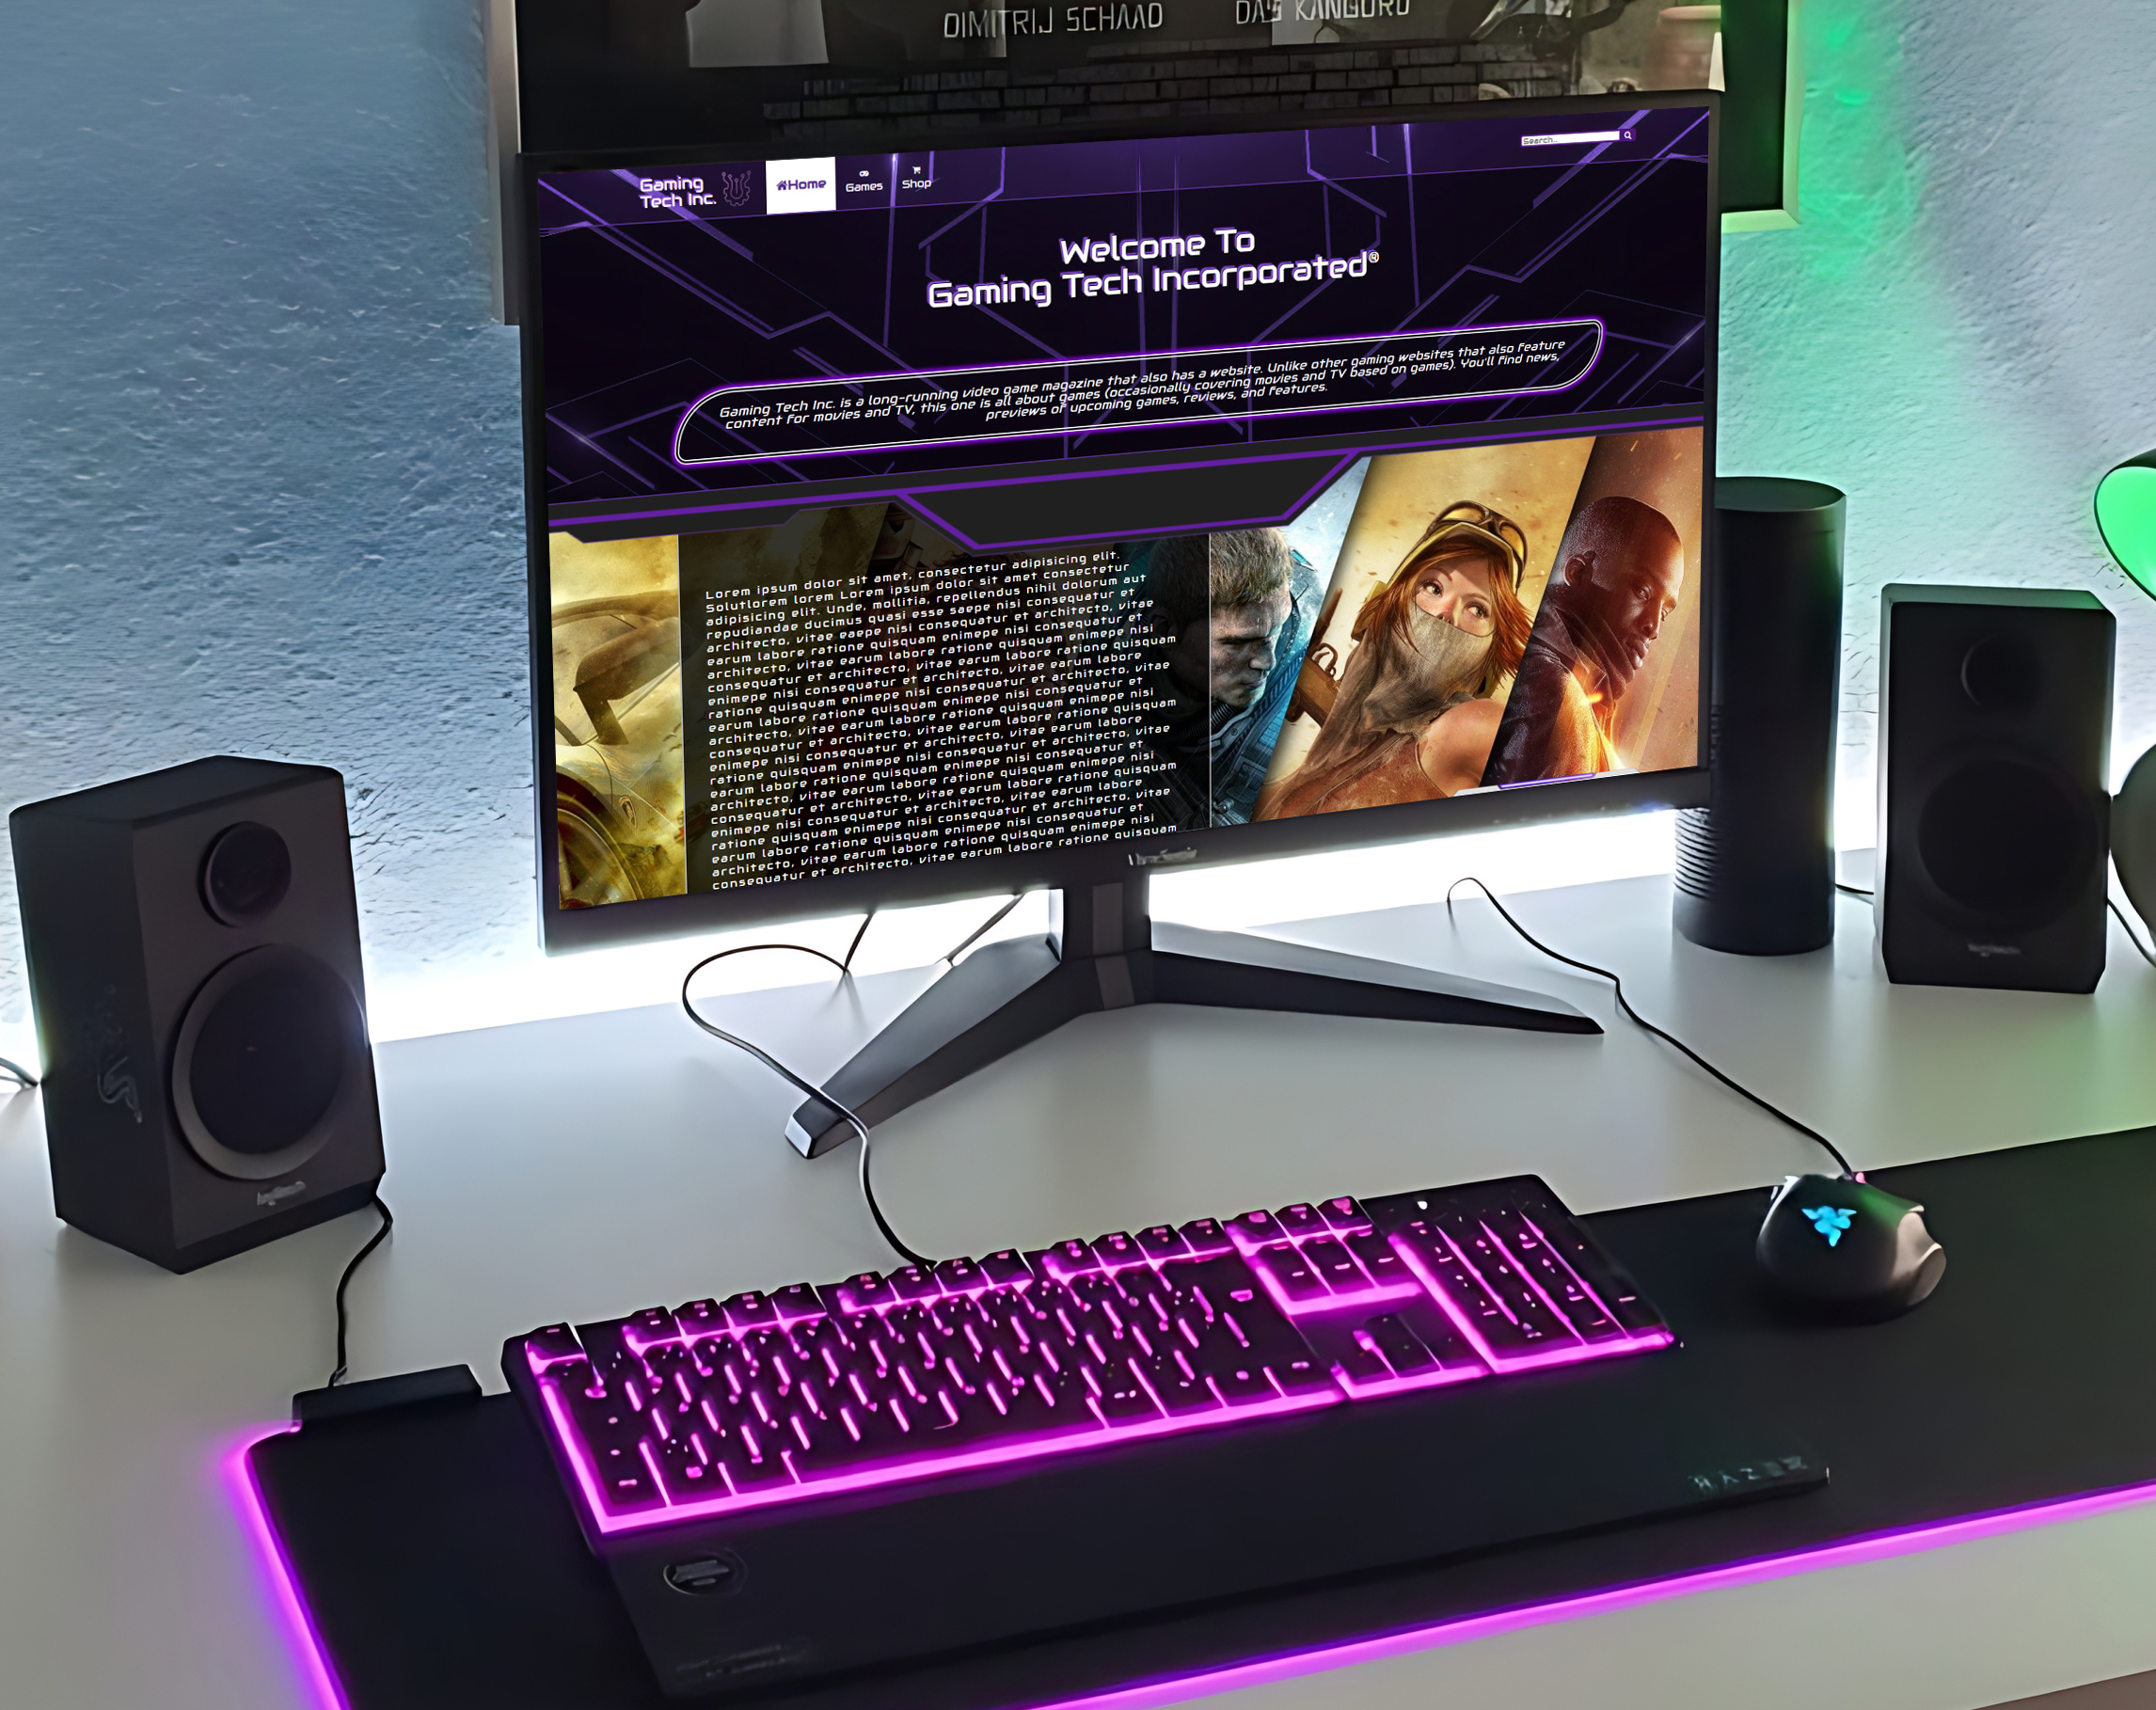 DIMITRIJ SCHAAD DAS KÄNGURU
Gaming
Tech Inc.
Home
Games
Shop
Search...
Welcome To
Gaming Tech Incorporated®
Gaming Tech Inc. is a long-running video game magazine that also has a website. Unlike other gaming websites that also feature
content for movies and TV, this one is all about games (occasionally covering movies and TV based on games). You'll find news,
previews of upcoming games, reviews, and features.
Lorem ipsum dolor sit amet, consectetur adipisicing elit.
Solutlorem lorem Lorem ipsum dolor sit amet consectetur
adipisicing elit. Unde, mollitia, repellendus nihil dolorum aut
repudiandae ducimus quasi esse saepe nisi consequatur et
architecto, vitae eaepe nisi consequatur et architecto, vitae
earum labore ratione quisquam enimepe nisi consequatur et
architecto, vitae earum labore ratione quisquam enimepe nisi
consequatur et architecto, vitae earum labore ratione quisquam
enimepe nisi consequatur et architecto, vitae earum labore
ratione quisquam enimepe nisi consequatur et architecto, vitae
earum labore ratione quisquam enimepe nisi consequatur et
architecto, vitae earum labore ratione quisquam enimepe nisi
consequatur et architecto, vitae earum labore ratione quisquam
enimepe nisi consequatur et architecto, vitae earum labore
ratione quisquam enimepe nisi consequatur et architecto, vitae
earum labore ratione quisquam enimepe nisi consequatur et
architecto, vitae earum labore ratione quisquam enimepe nisi
consequatur et architecto, vitae earum labore ratione quisquam
enimepe nisi consequatur et architecto, vitae earum labore
ratione quisquam enimepe nisi consequatur et architecto, vitae
earum labore ratione quisquam enimepe nisi consequatur et
architecto, vitae earum labore ratione quisquam enimepe nisi
consequatur et architecto, vitae earum labore ratione quisquam
logitech
RAZER